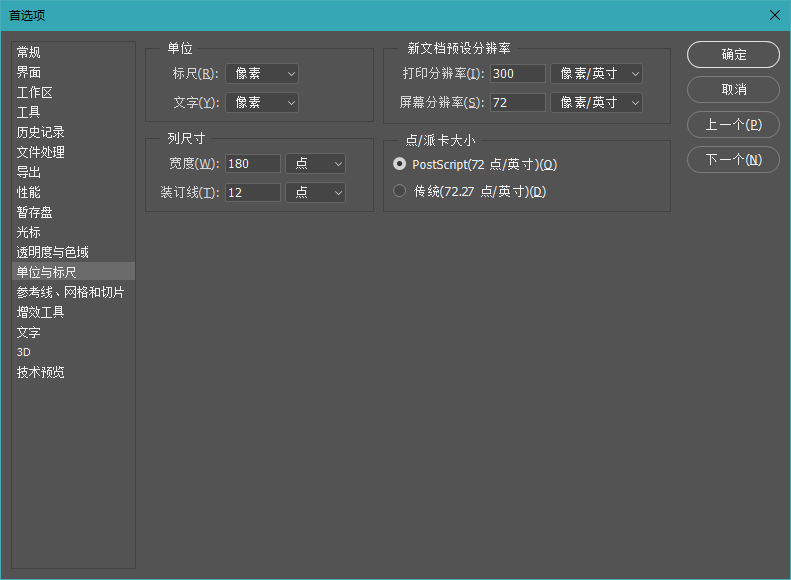 首选项
常规
界面
工作区
工具
历史记录
文件处理
导出
性能
暂存盘
光标
透明度与色域
单位与标尺
参考线、网格和切片
增效工具
文字
3D
技术预览
单位
标尺(R): 像素
文字(Y): 像素
列尺寸
宽度(W): 180 点
装订线(T): 12 点
新文档预设分辨率
打印分辨率(I): 300 像素/英寸
屏幕分辨率(S): 72 像素/英寸
点/派卡大小
PostScript(72 点/英寸)(O)
传统(72.27 点/英寸)(D)
确定
取消
上一个(P)
下一个(N)